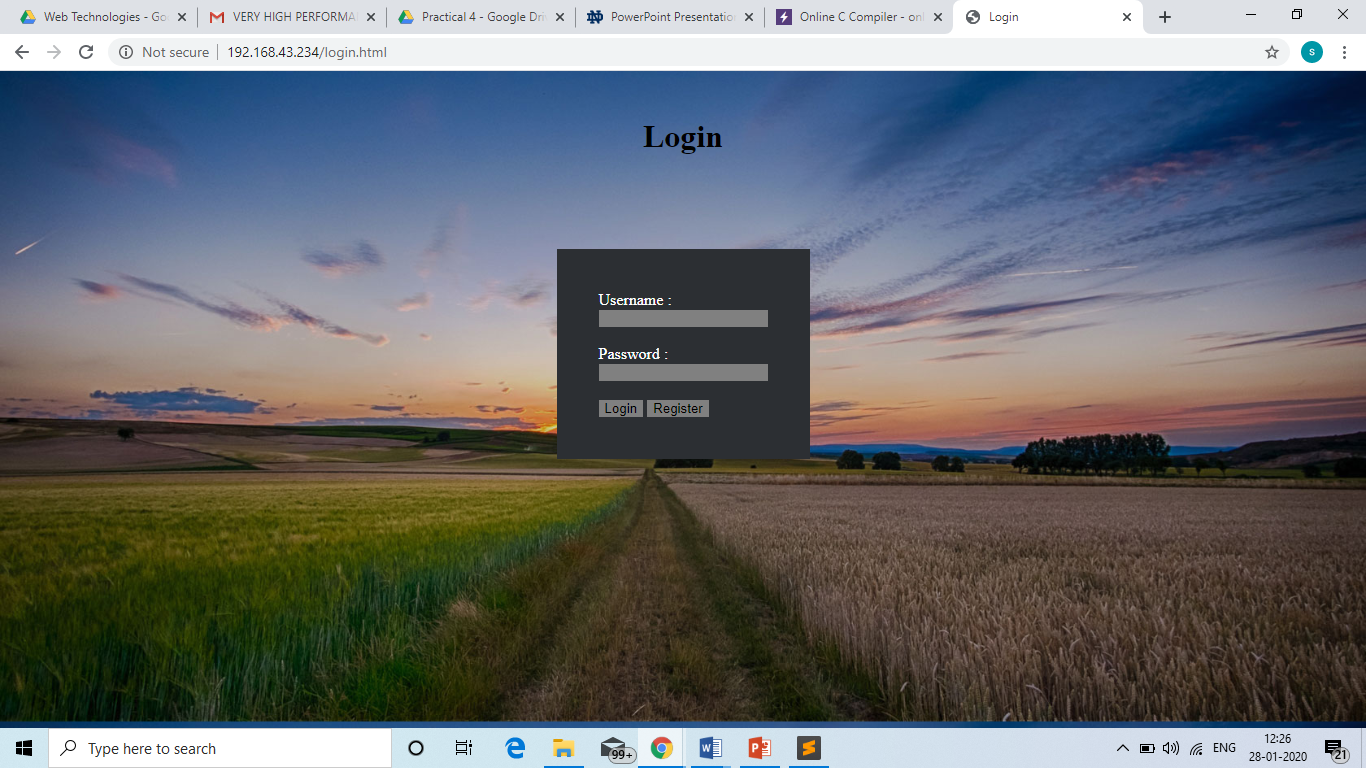 Web Technologies - Go
VERY HIGH PERFORMA
Practical 4 - Google Dri
PowerPoint Presentation
Online C Compiler - onl
Login
Not secure
192.168.43.234/login.html
s
Login
Username :
Password :
Login Register
Type here to search
99+
ENG
12:26
28-01-2020
21